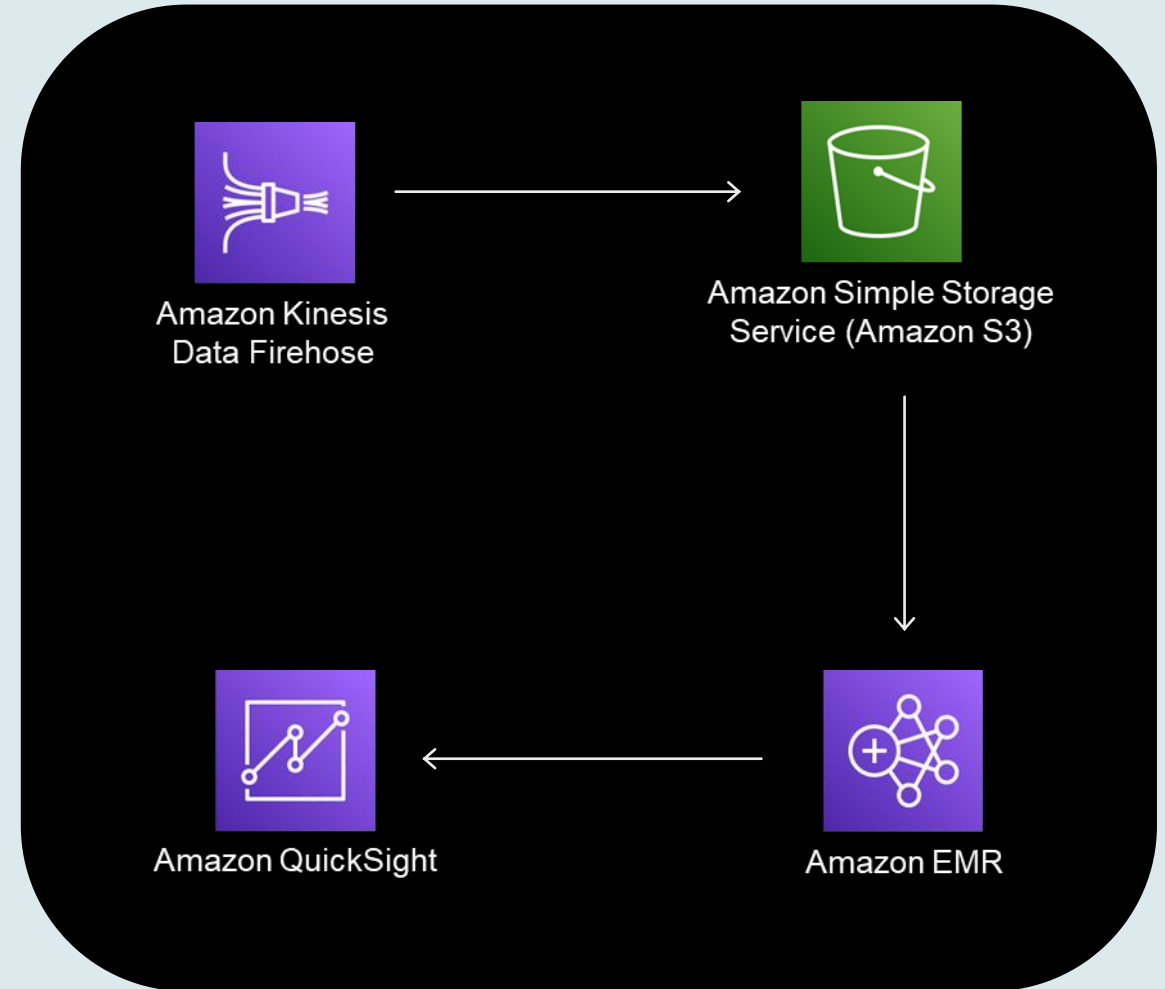 Amazon Kinesis
Data Firehose
Amazon Simple Storage
Service (Amazon S3)
Amazon QuickSight
Amazon EMR